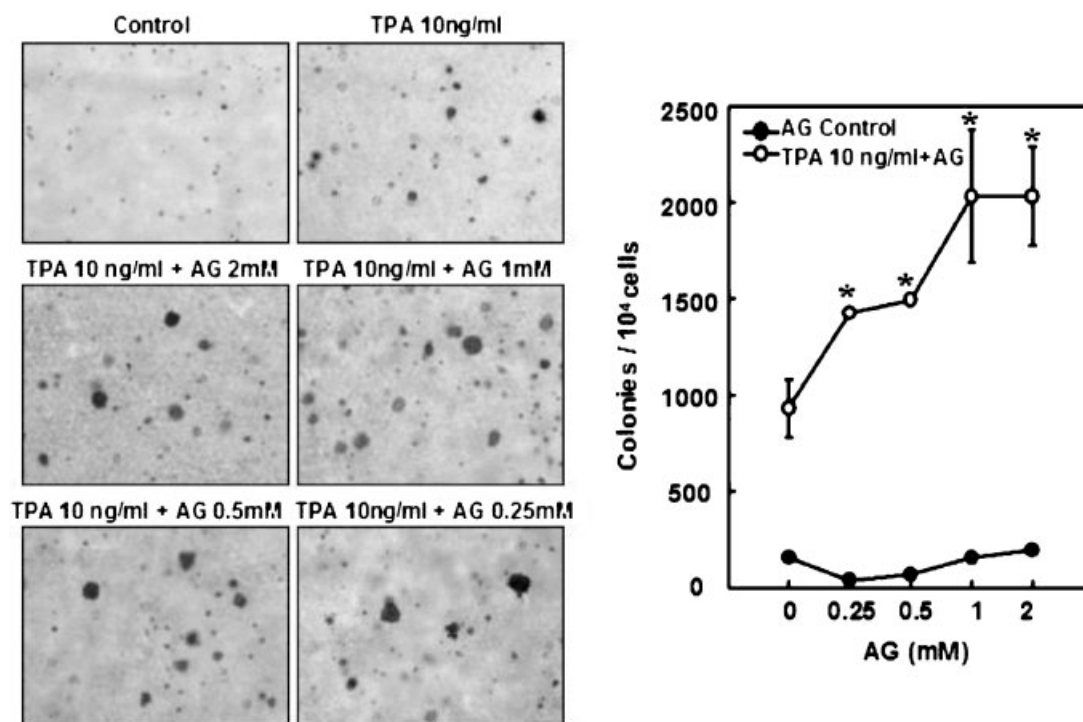 Control
TPA 10ng/ml
TPA 10 ng/ml + AG 2mM
TPA 10ng/ml + AG 1mM
TPA 10 ng/ml + AG 0.5mM
TPA 10ng/ml + AG 0.25mM
2500
2000
1500
1000
500
0
Colonies / 10⁴ cells
AG Control
TPA 10 ng/ml+AG
*
*
*
*
0
0.25
0.5
1
2
AG (mM)